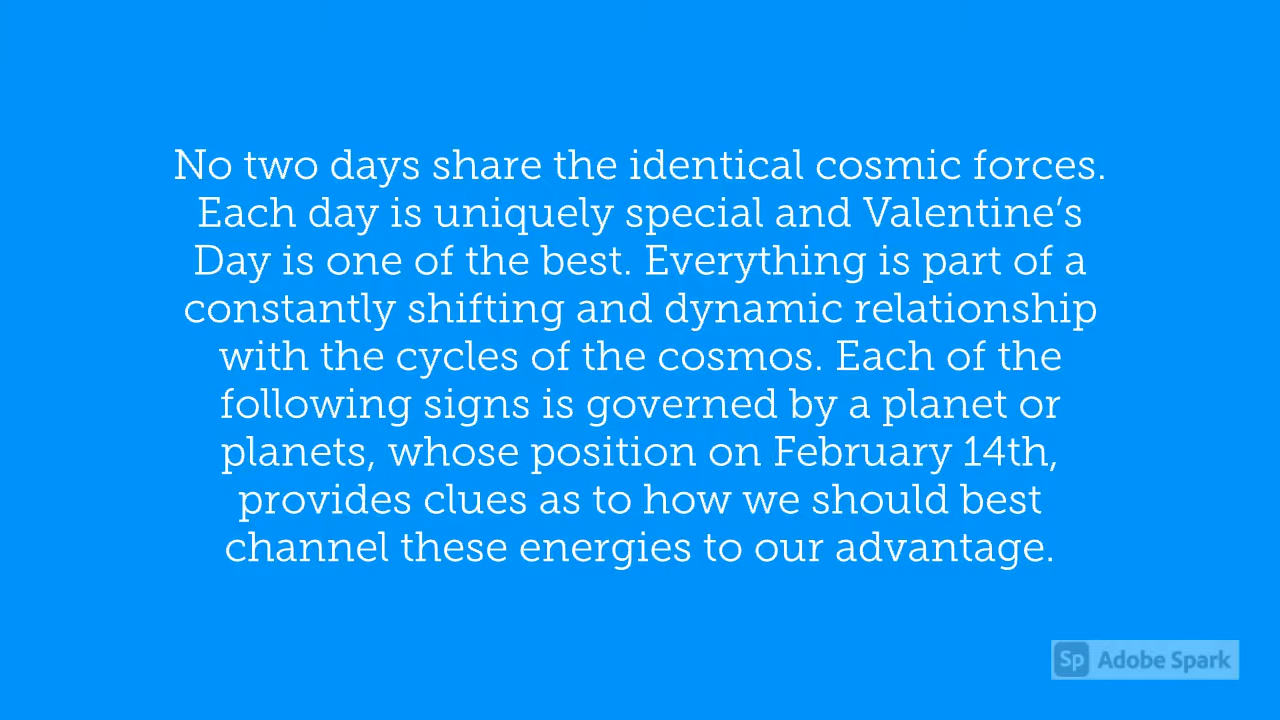 No two days share the identical cosmic forces.
Each day is uniquely special and Valentine’s
Day is one of the best. Everything is part of a
constantly shifting and dynamic relationship
with the cycles of the cosmos. Each of the
following signs is governed by a planet or
planets, whose position on February 14th,
provides clues as to how we should best
channel these energies to our advantage.
Sp Adobe Spark